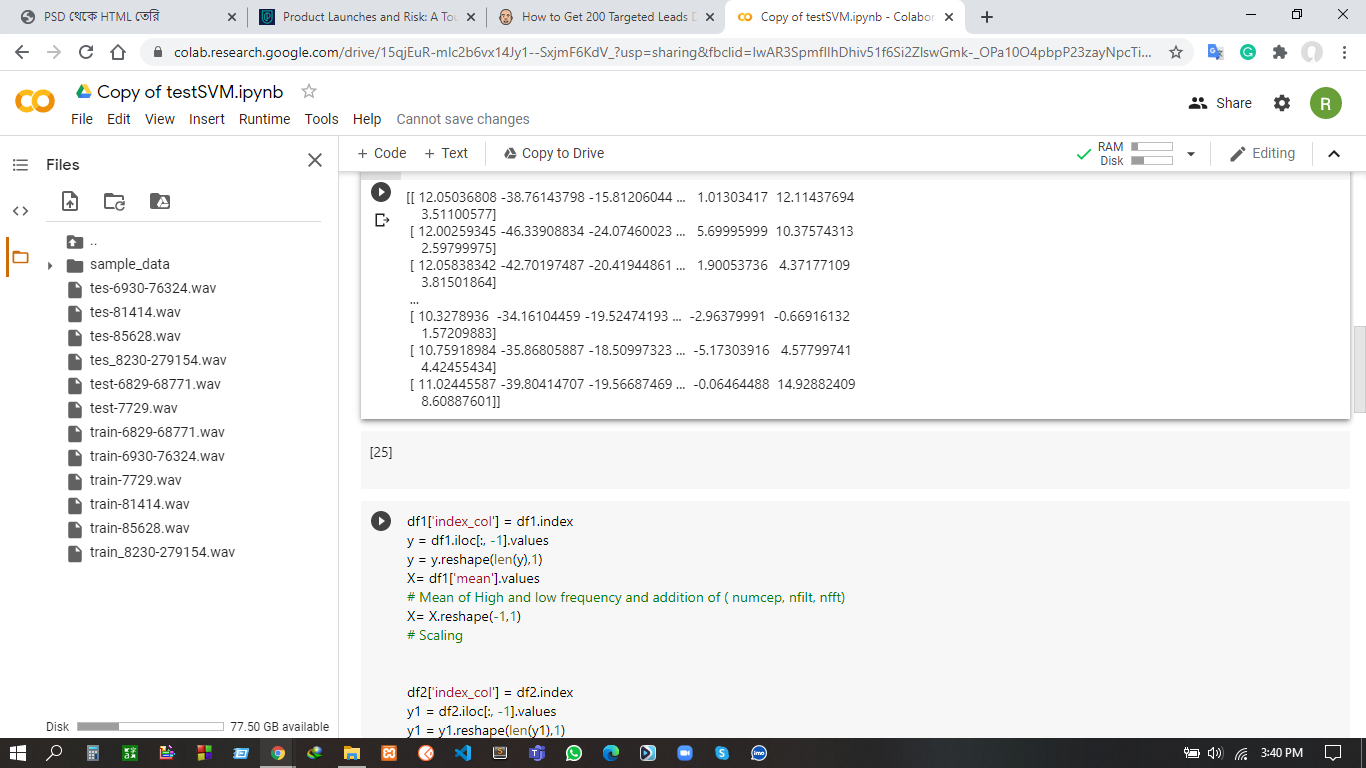 PSD থেকে HTML তেরি
Product Launches and Risk: A Tou
How to Get 200 Targeted Leads D
Copy of testSVM.ipynb - Colabor
colab.research.google.com/drive/15qjEuR-mIc2b6vx14Jy1--SxjmF6KdV_?usp=sharing&fbclid=IwAR3SpmfIIhDhiv51f6Si2ZlswGmk-_OPa10O4pbpP23zayNpcTi...
Copy of testSVM.ipynb
File Edit View Insert Runtime Tools Help Cannot save changes
Share
R
Files
+ Code + Text Copy to Drive
RAM
Disk
Editing
..
sample_data
tes-6930-76324.wav
tes-81414.wav
tes-85628.wav
tes_8230-279154.wav
test-6829-68771.wav
test-7729.wav
train-6829-68771.wav
train-6930-76324.wav
train-7729.wav
train-81414.wav
train-85628.wav
train_8230-279154.wav
Disk 77.50 GB available
[[ 12.05036808 -38.76143798 -15.81206044 ... 1.01303417 12.11437694
3.51100577]
[ 12.00259345 -46.33908834 -24.07460023 ... 5.69995999 10.37574313
2.59799975]
[ 12.05838342 -42.70197487 -20.41944861 ... 1.90053736 4.37177109
3.81501864]
...
[ 10.3278936 -34.16104459 -19.52474193 ... -2.96379991 -0.66916132
1.57209883]
[ 10.75918984 -35.86805887 -18.50997323 ... -5.17303916 4.57799741
4.42455434]
[ 11.02445587 -39.80414707 -19.56687469 ... -0.06464488 14.92882409
8.60887601]]
[25]
df1['index_col'] = df1.index
y = df1.iloc[:, -1].values
y = y.reshape(len(y),1)
X= df1['mean'].values
# Mean of High and low frequency and addition of ( numcep, nfilt, nfft)
X= X.reshape(-1,1)
# Scaling
df2['index_col'] = df2.index
y1 = df2.iloc[:, -1].values
y1 = y1.reshape(len(y1),1)
3:40 PM